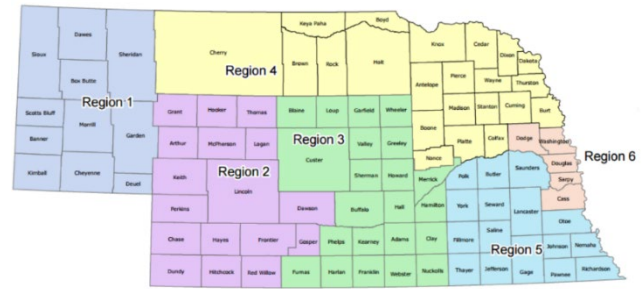 Sioux
Dawes
Sheridan
Box Butte
Region 1
Scotts Bluff
Morrill
Garden
Banner
Kimball
Cheyenne
Deuel
Cherry
Region 4
Keya Paha
Boyd
Brown
Rock
Holt
Knox
Cedar
Dixon
Dakota
Antelope
Pierce
Wayne
Thurston
Madison
Stanton
Cuming
Burt
Boone
Platte
Colfax
Nance
Grant
Hooker
Thomas
Arthur
McPherson
Logan
Region 2
Keith
Lincoln
Perkins
Dawson
Chase
Hayes
Frontier
Gosper
Dundy
Hitchcock
Red Willow
Blaine
Loup
Garfield
Wheeler
Region 3
Custer
Valley
Greeley
Sherman
Howard
Merrick
Buffalo
Hall
Hamilton
Phelps
Kearney
Adams
Clay
Furnas
Harlan
Franklin
Webster
Nuckolls
Dodge
Washington
Region 6
Douglas
Sarpy
Cass
Polk
Butler
Saunders
York
Seward
Lancaster
Otoe
Fillmore
Saline
Region 5
Johnson
Nemaha
Thayer
Jefferson
Gage
Pawnee
Richardson